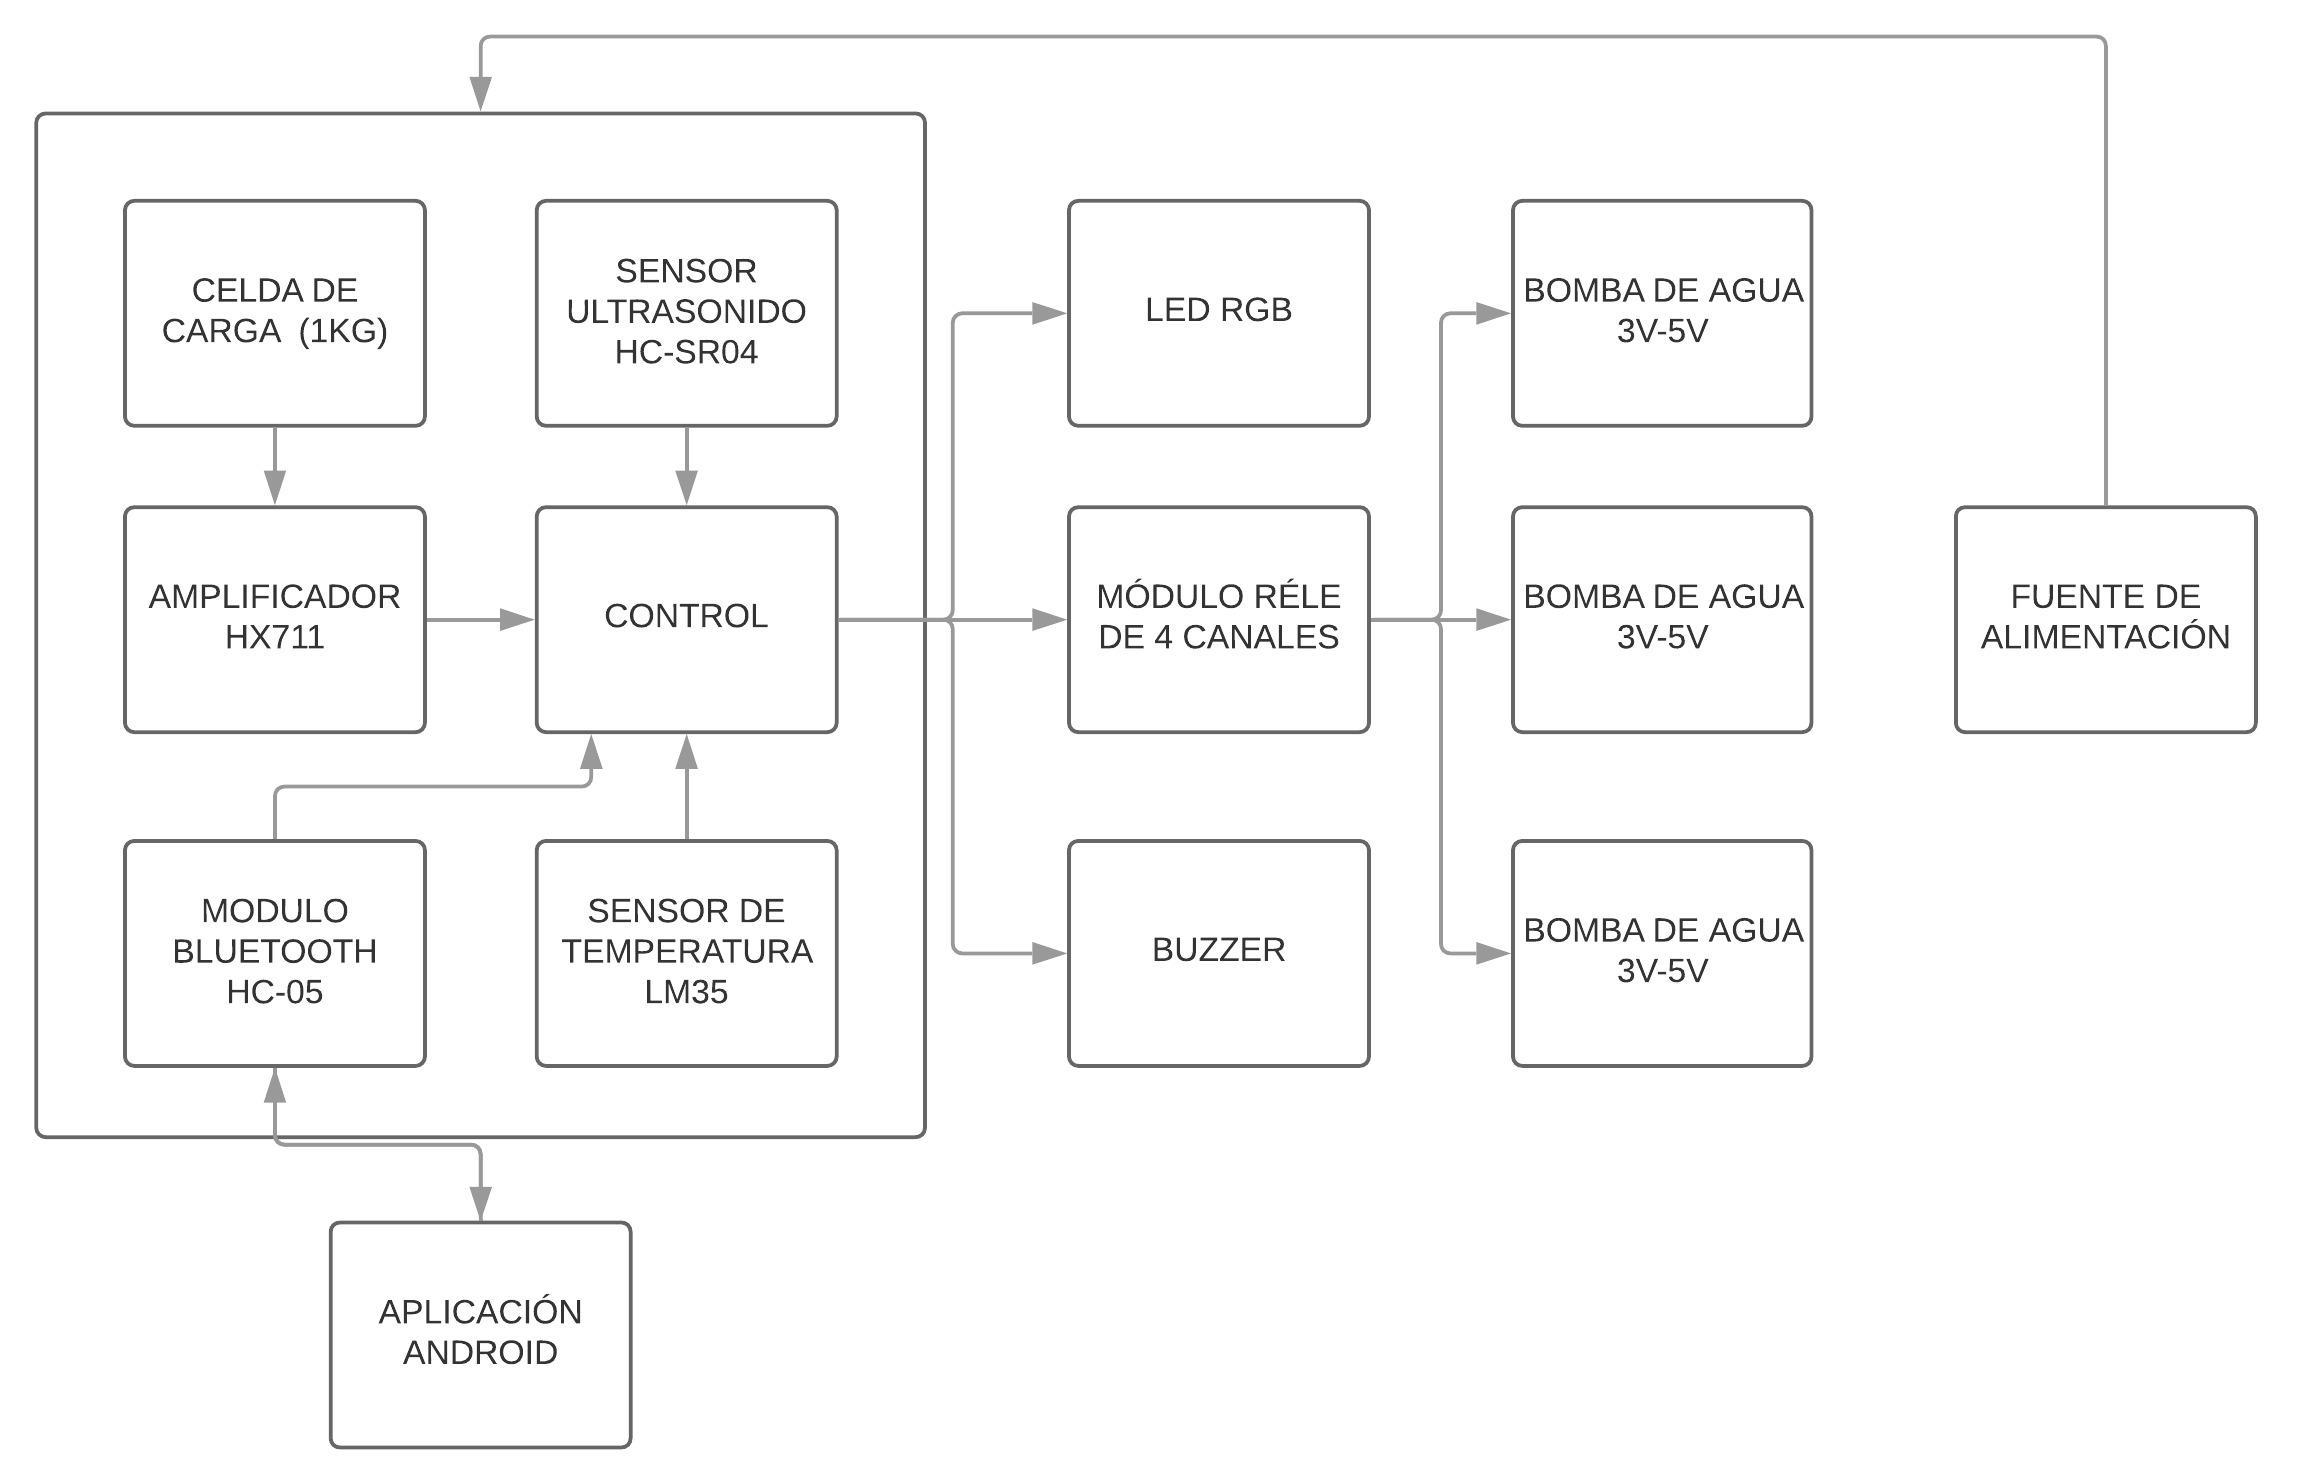 CELDA DE
CARGA  (1KG)
SENSOR
ULTRASONIDO
HC-SR04
LED RGB
BOMBA DE AGUA
3V-5V
AMPLIFICADOR
HX711
CONTROL
MÓDULO RÉLE
DE 4 CANALES
BOMBA DE AGUA
3V-5V
FUENTE DE
ALIMENTACIÓN
MODULO
BLUETOOTH
HC-05
SENSOR DE
TEMPERATURA
LM35
BUZZER
BOMBA DE AGUA
3V-5V
APLICACIÓN
ANDROID